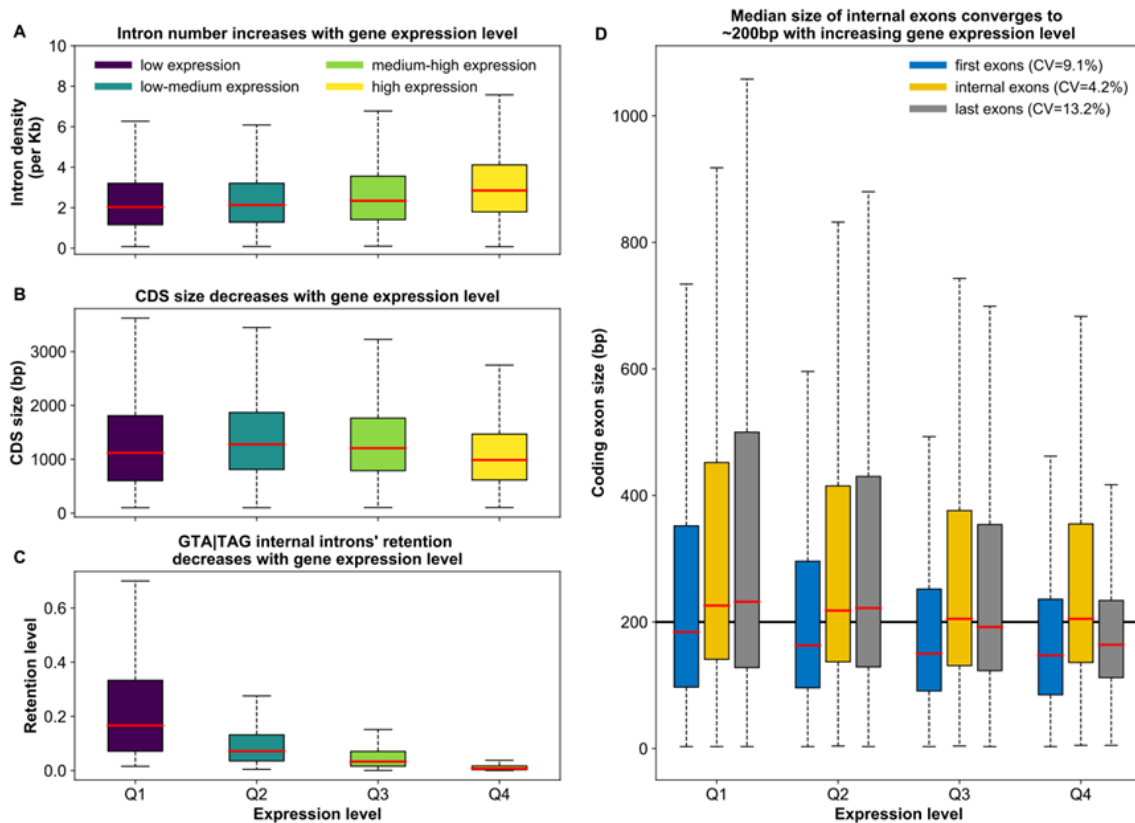 A
Intron number increases with gene expression level
10
8
6
4
2
0
Intron density
(per Kb)
low expression
low-medium expression
medium-high expression
high expression
B
CDS size decreases with gene expression level
3000
2000
1000
0
CDS size (bp)
C
GTA|TAG internal introns' retention
decreases with gene expression level
0.6
0.4
0.2
0.0
Retention level
Q1 Q2 Q3 Q4
Expression level
D
Median size of internal exons converges to
~200bp with increasing gene expression level
first exons (CV=9.1%)
internal exons (CV=4.2%)
last exons (CV=13.2%)
1000
800
600
400
200
0
Coding exon size (bp)
Q1 Q2 Q3 Q4
Expression level